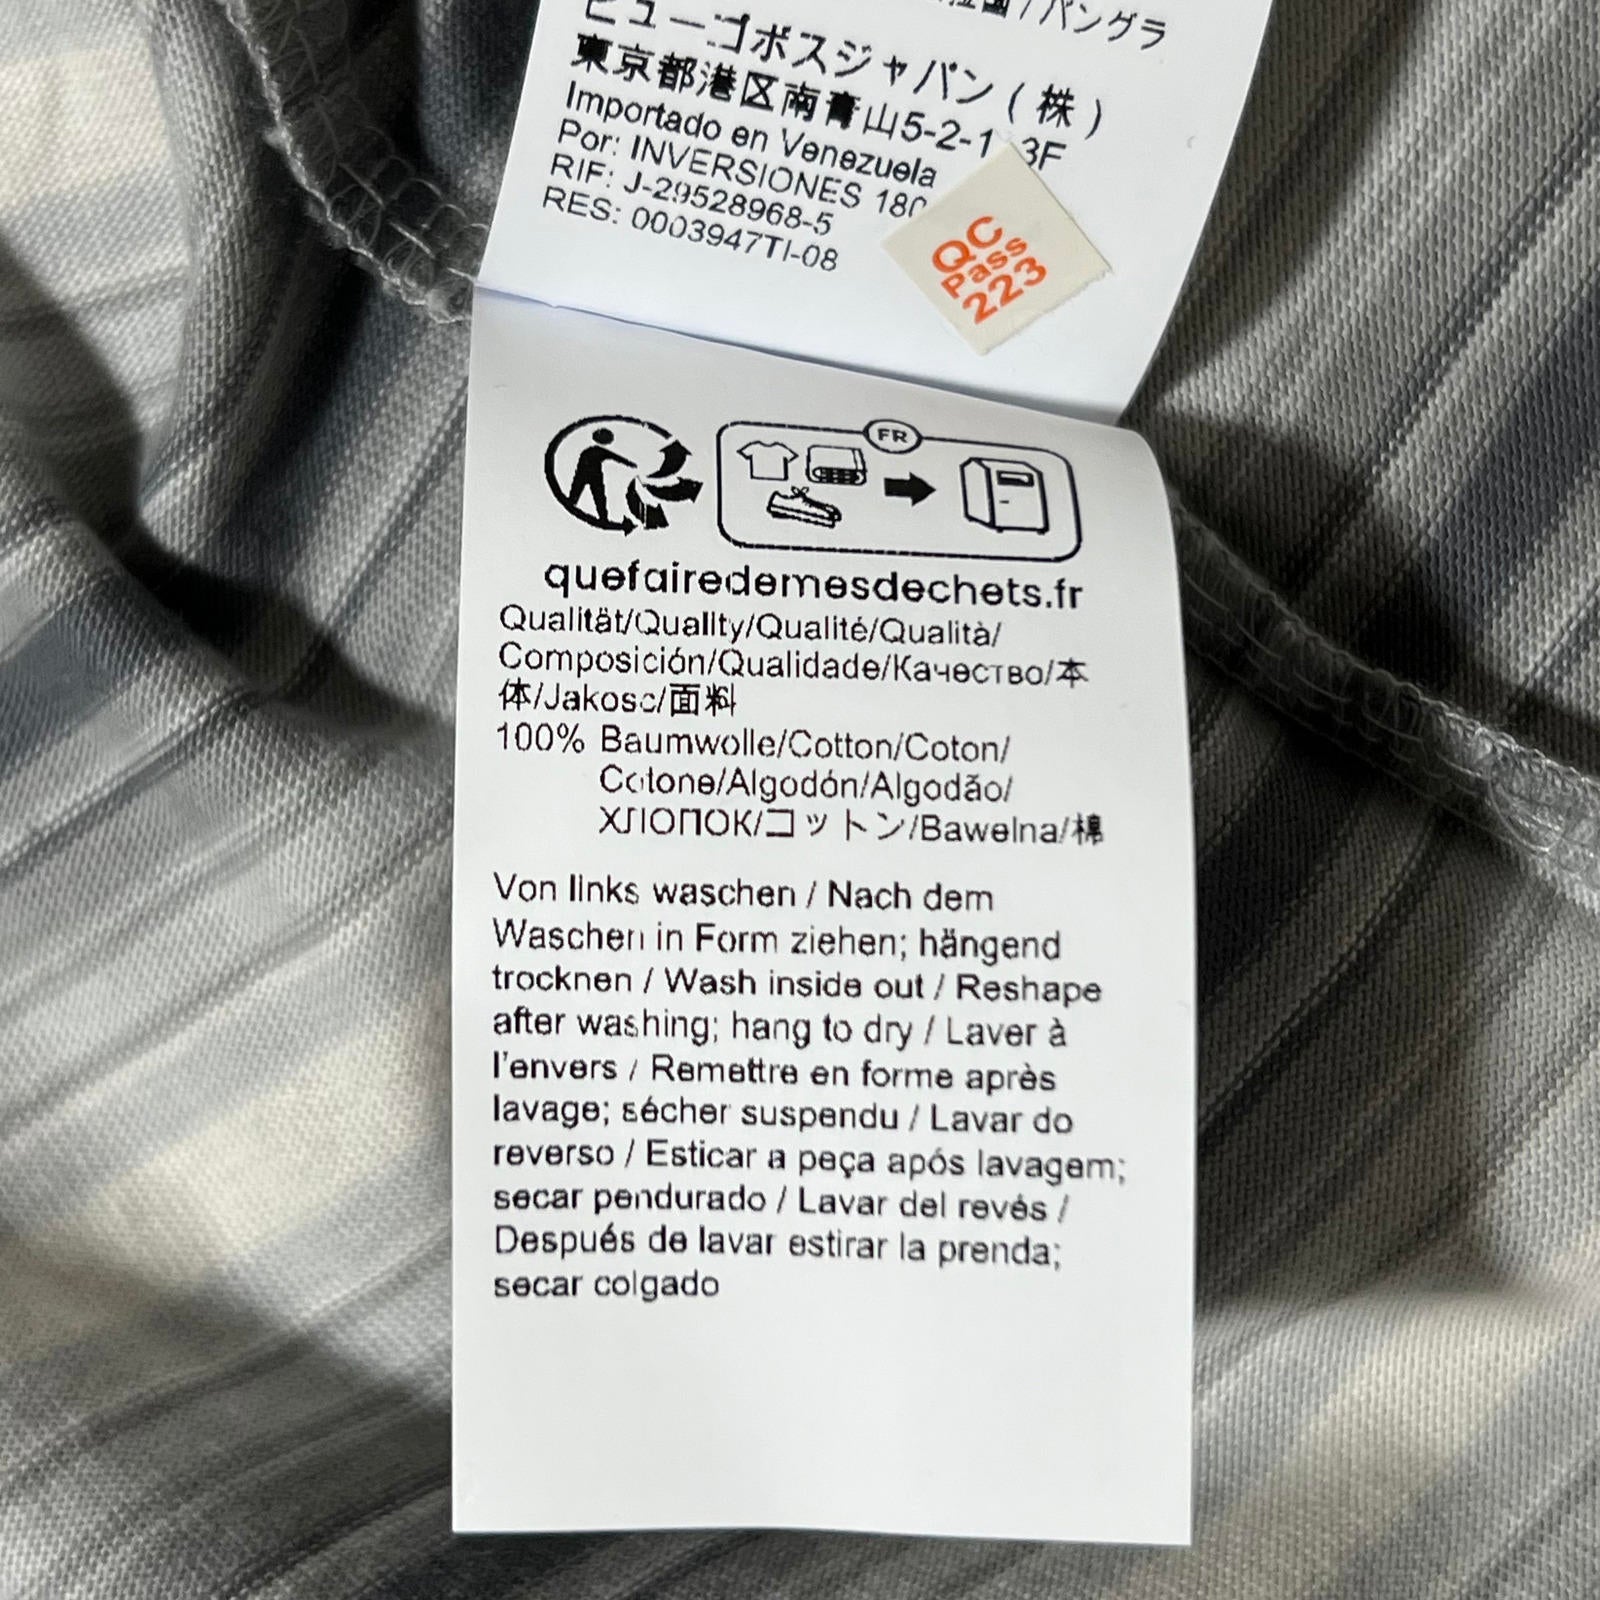 バングラ
ヒューゴボスジャパン(株)
東京都港区南青山5-2-1 3F
Importado en Venezuela
Por: INVERSIONES
RIF: J-29528968-5
RES: 0003947TI-08
QC
Pass
223
FR
quefairedemesdechets.fr
Qualität/Quality/Qualité/Qualità/
Composición/Qualidade/Качество/本
体/Jakosc/面料
100% Baumwolle/Cotton/Coton/
Cotone/Algodón/Algodão/
ХЛОПОК/コットン/Bawelna/棉
Von links waschen / Nach dem
Waschen in Form ziehen; hängend
trocknen / Wash inside out / Reshape
after washing; hang to dry / Laver à
l'envers / Remettre en forme après
lavage; sécher suspendu / Lavar do
reverso / Esticar a peça após lavagem;
secar pendurado / Lavar del revés /
Después de lavar estirar la prenda;
secar colgado